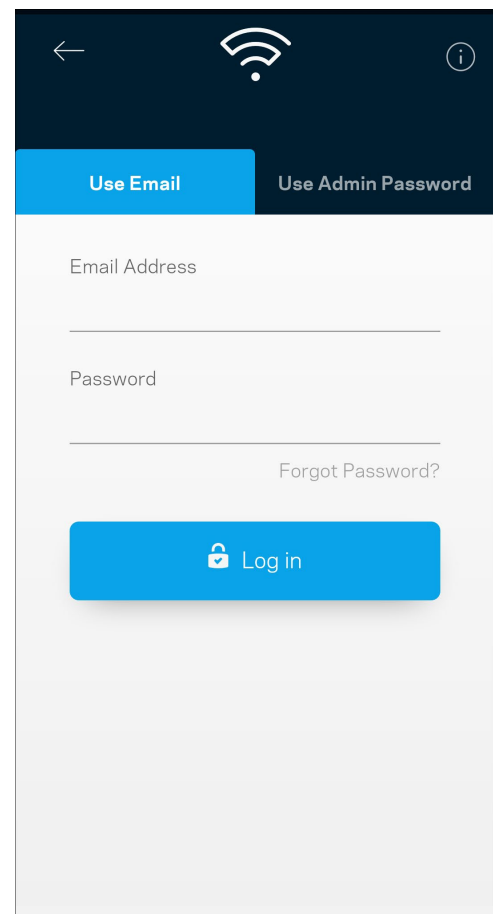 Use Email
Use Admin Password
Email Address
Password
Forgot Password?
Log in